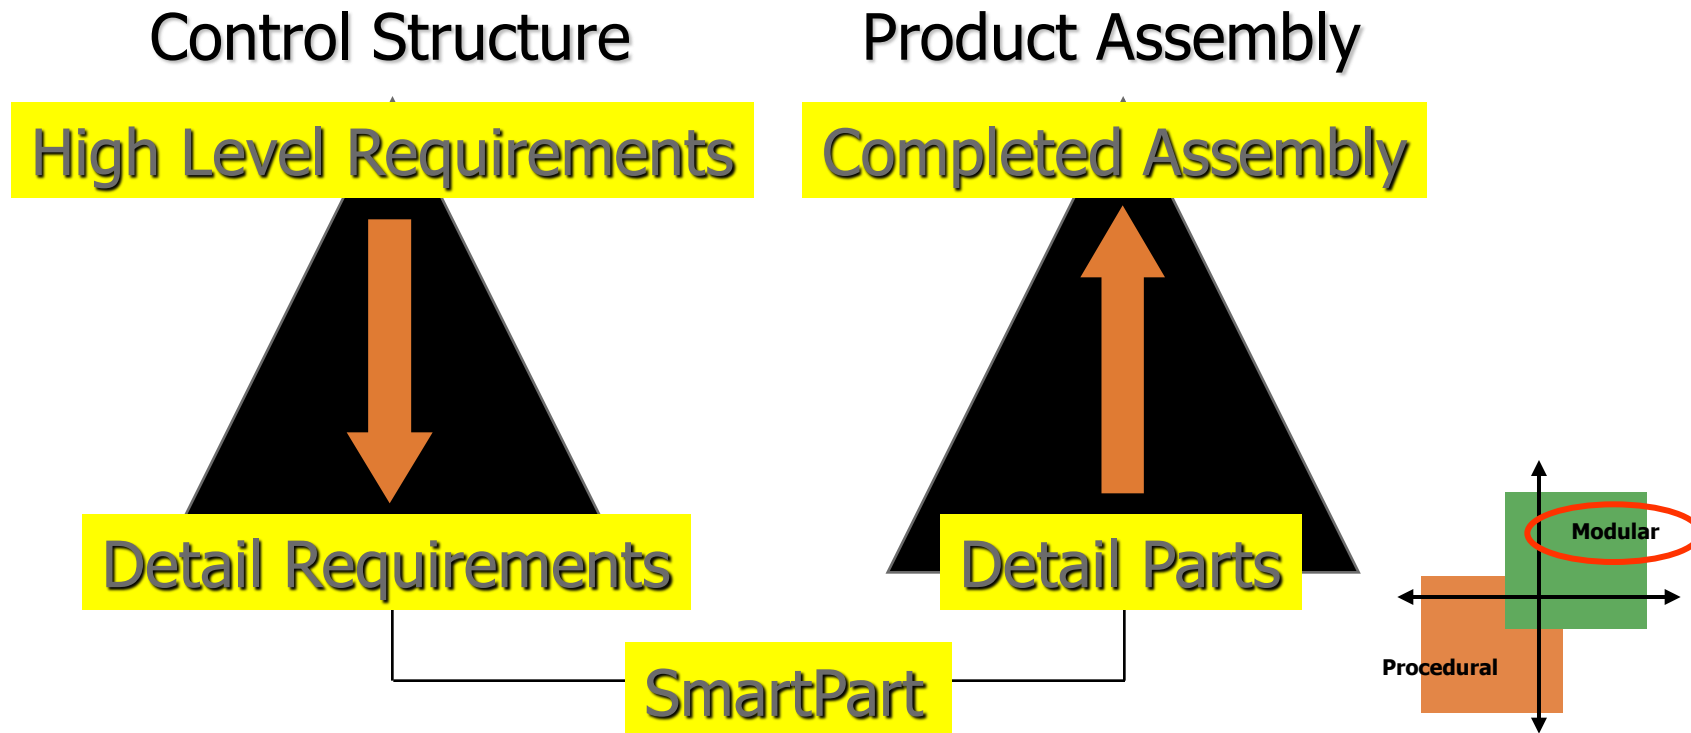 Control Structure
Product Assembly
High Level Requirements
Completed Assembly
Detail Requirements
Detail Parts
SmartPart
Modular
Procedural